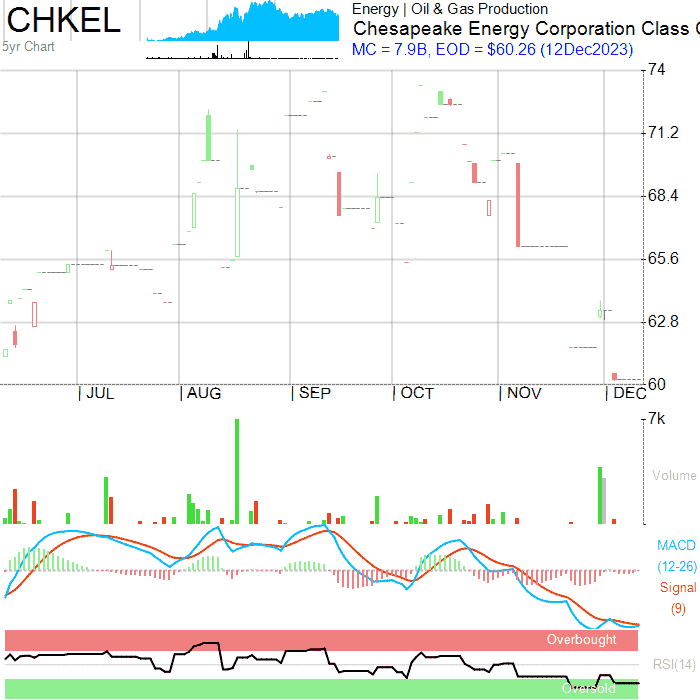 CHKEL
5yr Chart
Energy | Oil & Gas Production
Chesapeake Energy Corporation Class
MC = 7.9B, EOD = $60.26 (12Dec2023)
74
71.2
68.4
65.6
62.8
60
JUL
AUG
SEP
OCT
NOV
DEC
7k
Volume
MACD
(12-26)
Signal
(9)
Overbought
RSI(14)
Oversold